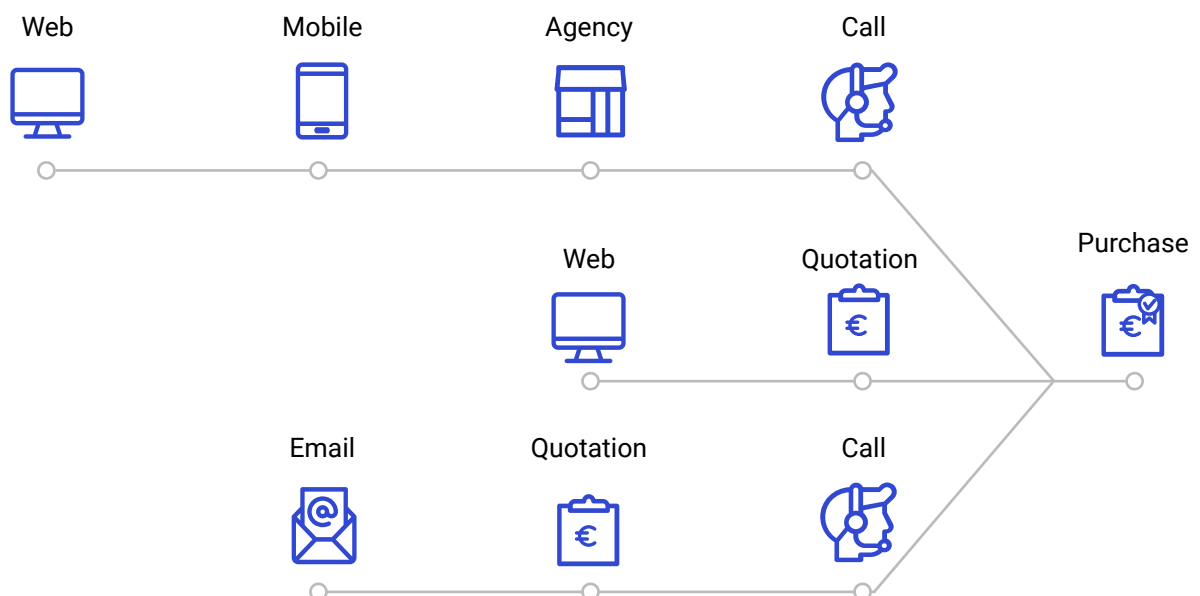 Web Mobile Agency Call
Purchase
Web Quotation
€ €
Email Quotation Call
@
€